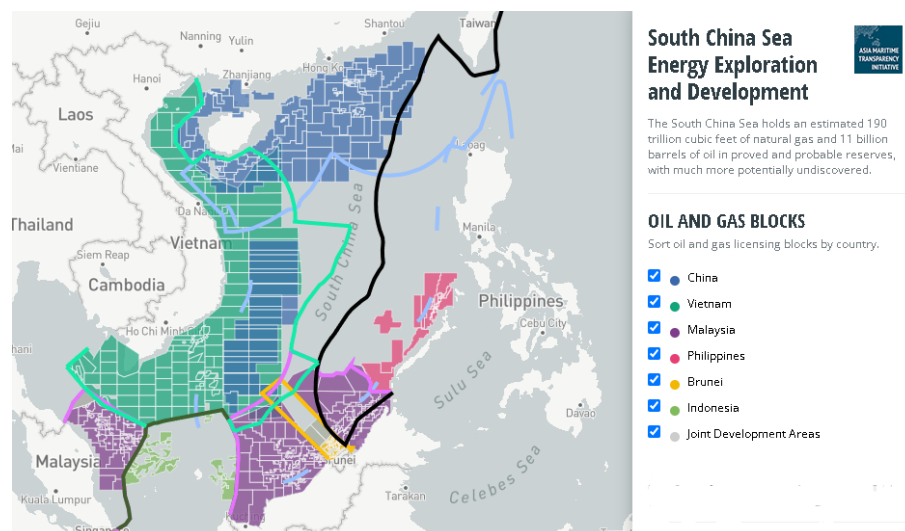 Gejiu
Nanning
Yulin
Shantou
Taiwan
Hanoi
Zhanjiang
Hong Ko
Laos
Vientiane
Laoag
Thailand
Da Na
Vietnam
South China Sea
Manila
Siem Reap
Cambodia
Philippines
Ho Chi Minh
Cebu City
Sulu Sea
Davao
Malaysia
Kuala Lumpur
Tarakan
Celebes Sea
South China Sea
Energy Exploration
and Development
ASIA MARITIME
TRANSPARENCY
INITIATIVE
The South China Sea holds an estimated 190
trillion cubic feet of natural gas and 11 billion
barrels of oil in proved and probable reserves,
with much more potentially undiscovered.
OIL AND GAS BLOCKS
Sort oil and gas licensing blocks by country.
China
Vietnam
Malaysia
Philippines
Brunei
Indonesia
Joint Development Areas